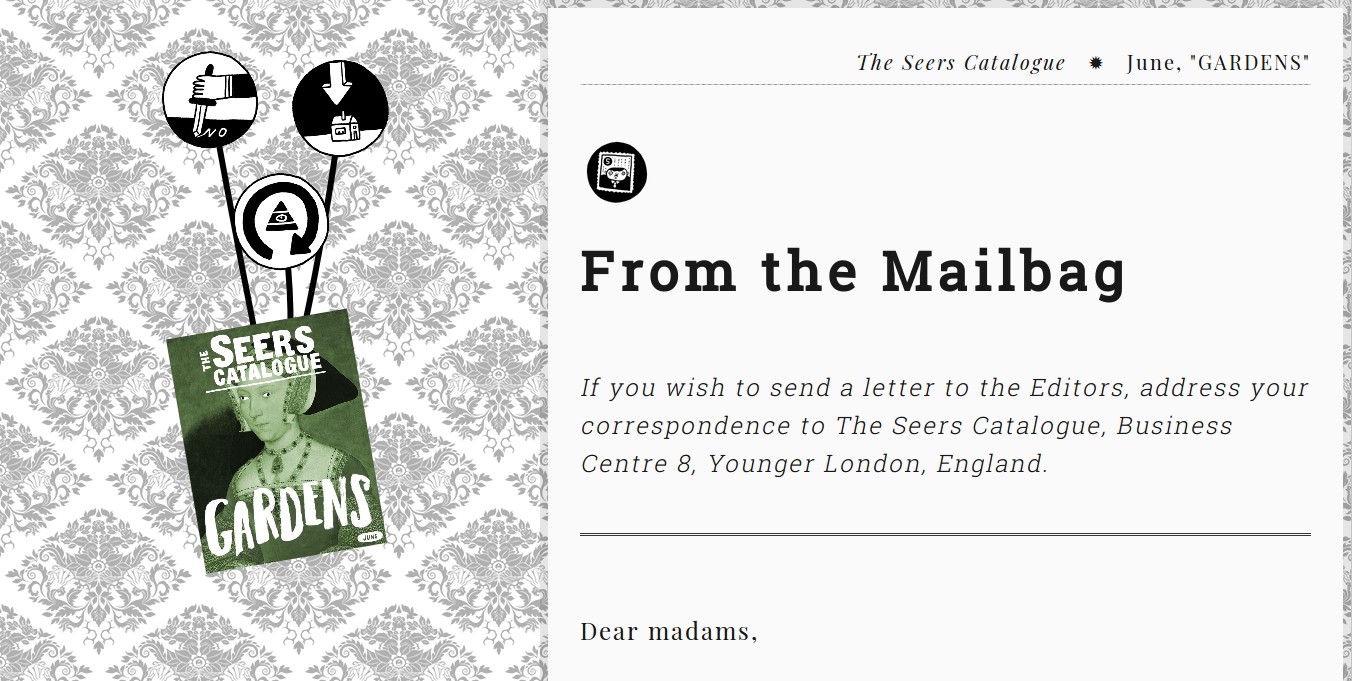 NO
THE
SEERS
CATALOGUE
GARDENS
JUNE
The Seers Catalogue ✹ June, "GARDENS"
S
From the Mailbag
If you wish to send a letter to the Editors, address your
correspondence to The Seers Catalogue, Business
Centre 8, Younger London, England.
Dear madams,